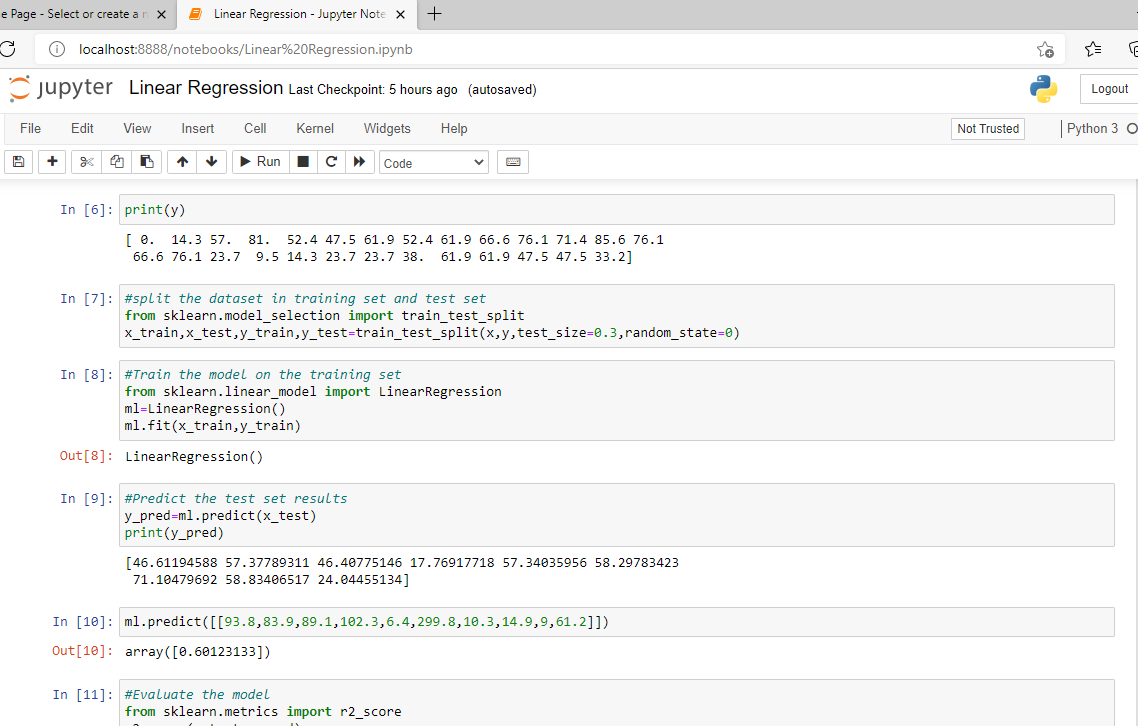 e Page - Select or create a n
Linear Regression - Jupyter Note
localhost:8888/notebooks/Linear%20Regression.ipynb
jupyter Linear Regression Last Checkpoint: 5 hours ago (autosaved)
Logout
File Edit View Insert Cell Kernel Widgets Help
Not Trusted
Python 3
Run
Code
In [6]: print(y)
[ 0.  14.3 57.  81.  52.4 47.5 61.9 52.4 61.9 66.6 76.1 71.4 85.6 76.1
66.6 76.1 23.7  9.5 14.3 23.7 23.7 38.  61.9 61.9 47.5 47.5 33.2]
In [7]: #split the dataset in training set and test set
from sklearn.model_selection import train_test_split
x_train,x_test,y_train,y_test=train_test_split(x,y,test_size=0.3,random_state=0)
In [8]: #Train the model on the training set
from sklearn.linear_model import LinearRegression
ml=LinearRegression()
ml.fit(x_train,y_train)
Out[8]: LinearRegression()
In [9]: #Predict the test set results
y_pred=ml.predict(x_test)
print(y_pred)
[46.61194588 57.37789311 46.40775146 17.76917718 57.34035956 58.29783423
71.10479692 58.83406517 24.04455134]
In [10]: ml.predict([[93.8,83.9,89.1,102.3,6.4,299.8,10.3,14.9,9,61.2]])
Out[10]: array([0.60123133])
In [11]: #Evaluate the model
from sklearn.metrics import r2_score